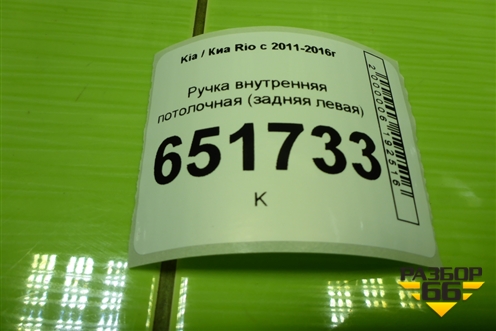 Kia / Киа Rio с 2011-2016г
Ручка внутренняя
потолочная (задняя левая)
651733
К
2000006192516
РАЗБОР
66